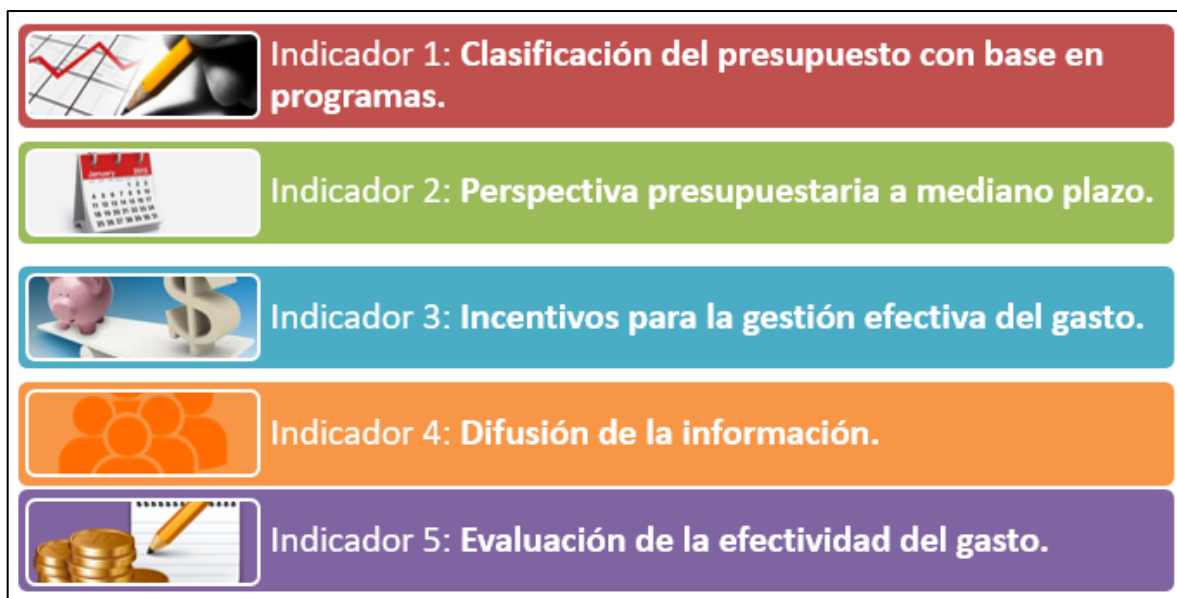 Indicador 1: Clasificación del presupuesto con base en
programas.
January 2015
Indicador 2: Perspectiva presupuestaria a mediano plazo.
Indicador 3: Incentivos para la gestión efectiva del gasto.
Indicador 4: Difusión de la información.
Indicador 5: Evaluación de la efectividad del gasto.